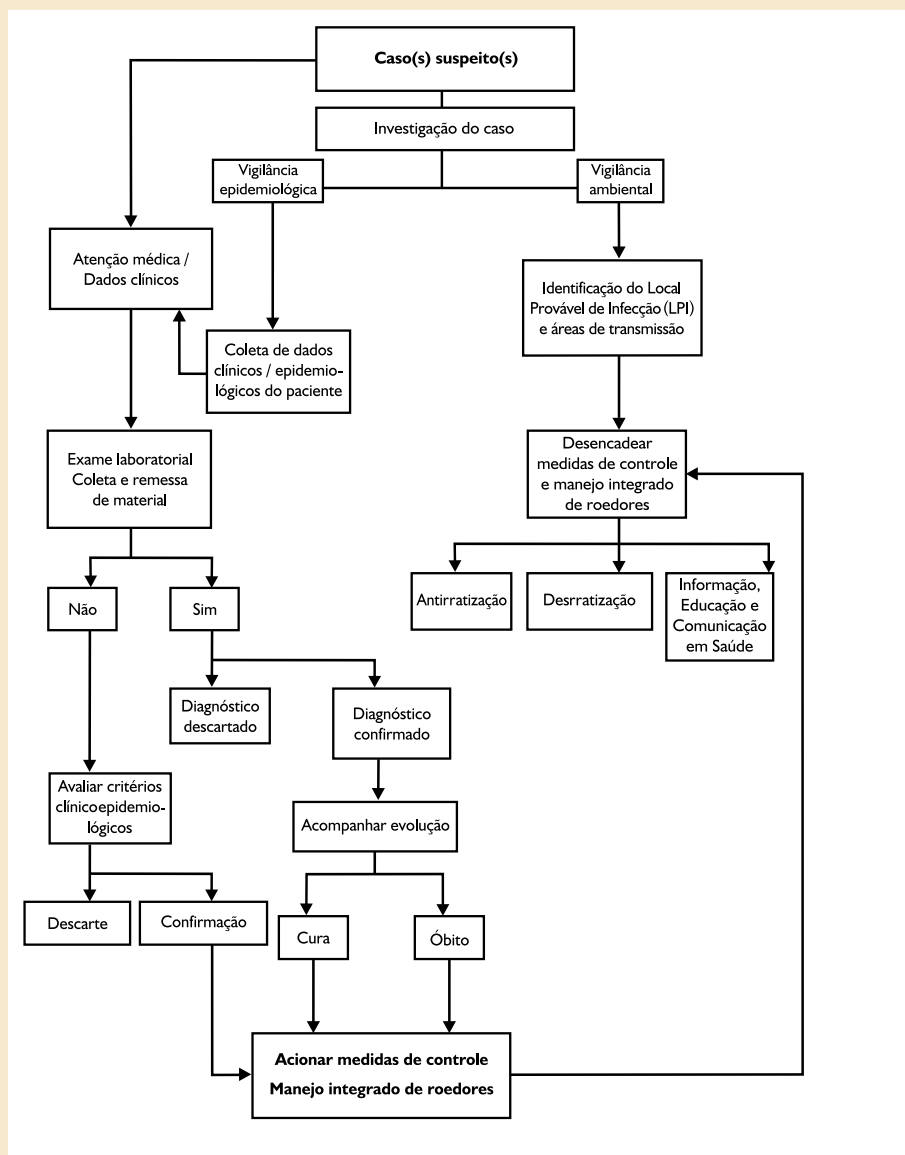 Caso(s) suspeito(s)
Investigação do caso
Vigilância
epidemiológica
Vigilância
ambiental
Atenção médica /
Dados clínicos
Identificação do Local
Provável de Infecção (LPI)
e áreas de transmissão
Coleta de dados
clínicos / epidemio-
lógicos do paciente
Exame laboratorial
Coleta e remessa
de material
Desencadear
medidas de controle
e manejo integrado
de roedores
Não
Sim
Antirratização
Desrratização
Informação,
Educação e
Comunicação
em Saúde
Diagnóstico
descartado
Diagnóstico
confirmado
Avaliar critérios
clínicoepidemio-
lógicos
Acompanhar evolução
Descarte
Confirmação
Cura
Óbito
Acionar medidas de controle
Manejo integrado de roedores